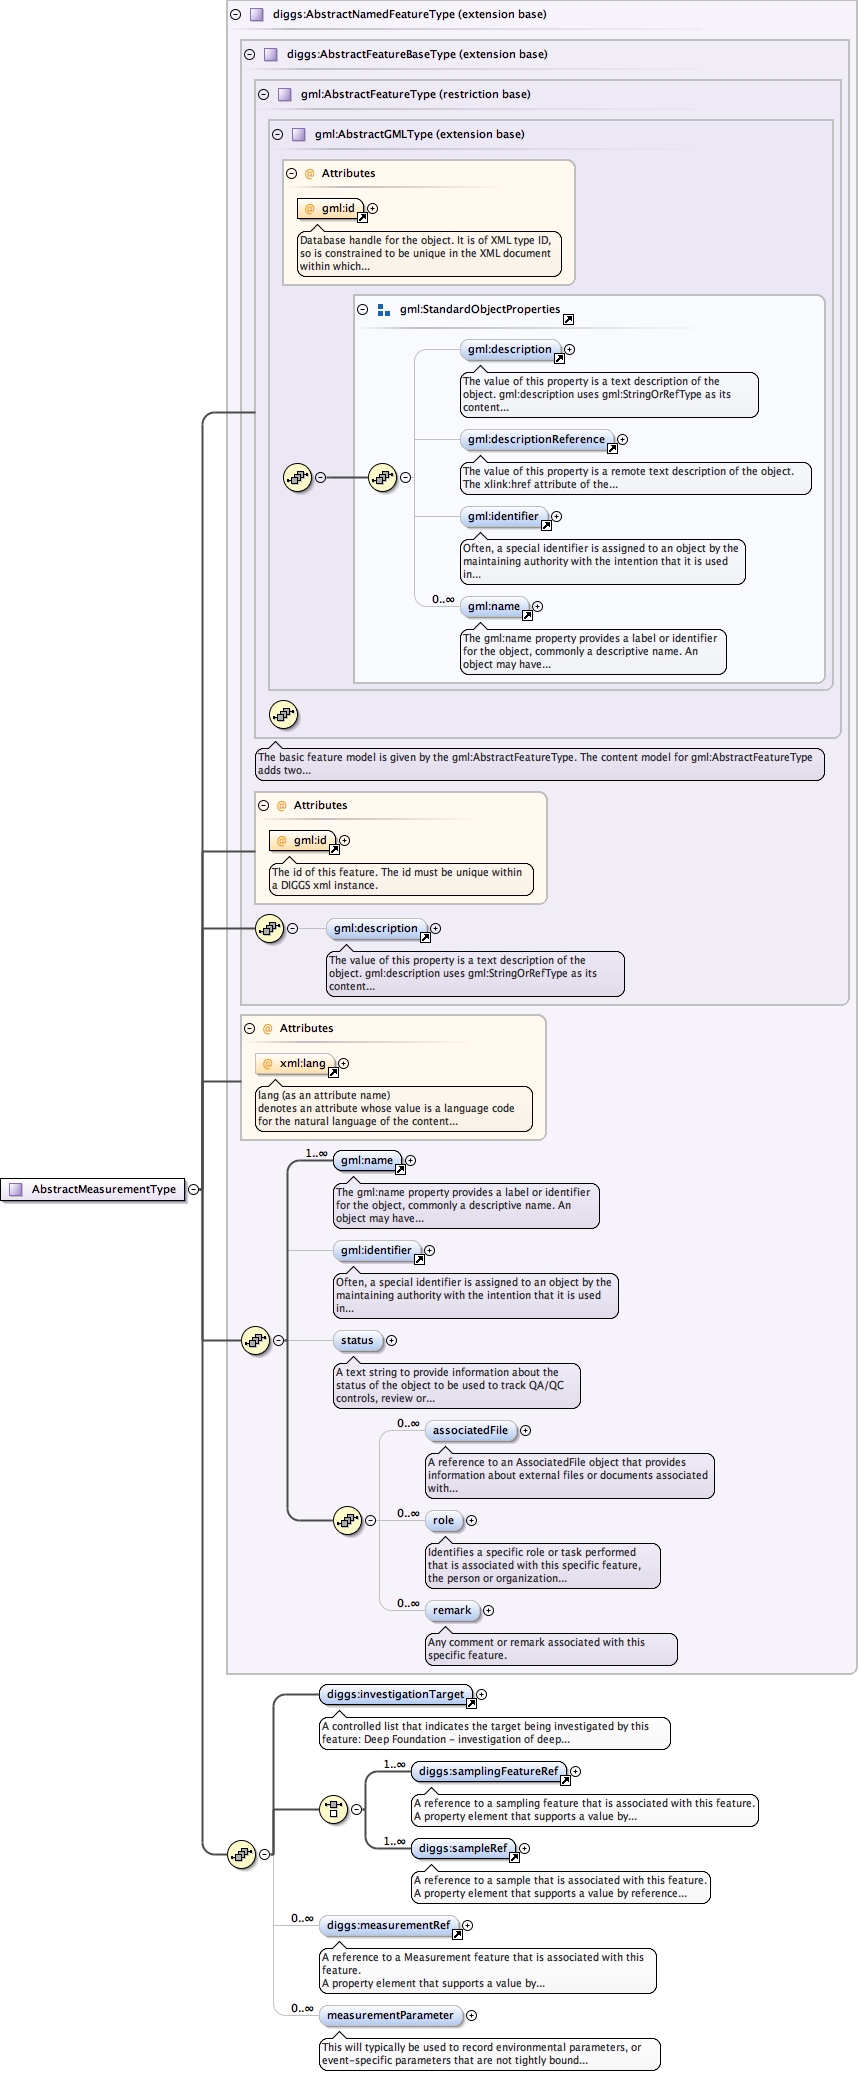 diggs:AbstractNamedFeatureType (extension base)
diggs:AbstractFeatureBaseType (extension base)
gml:AbstractFeatureType (restriction base)
gml:AbstractGMLType (extension base)
@ Attributes
@ gml:id
Database handle for the object. It is of XML type ID,
so is constrained to be unique in the XML document
within which...
gml:StandardObjectProperties
gml:description
The value of this property is a text description of the
object. gml:description uses gml:StringOrRefType as its
content...
gml:descriptionReference
The value of this property is a remote text description of the object.
The xlink:href attribute of the...
gml:identifier
Often, a special identifier is assigned to an object by the
maintaining authority with the intention that it is used
in...
0..∞
gml:name
The gml:name property provides a label or identifier
for the object, commonly a descriptive name. An
object may have...
The basic feature model is given by the gml:AbstractFeatureType. The content model for gml:AbstractFeatureType
adds two...
@ Attributes
@ gml:id
The id of this feature. The id must be unique within
a DIGGS xml instance.
gml:description
The value of this property is a text description of the
object. gml:description uses gml:StringOrRefType as its
content...
@ Attributes
@ xml:lang
lang (as an attribute name)
denotes an attribute whose value is a language code
for the natural language of the content...
AbstractMeasurementType
1..∞
gml:name
The gml:name property provides a label or identifier
for the object, commonly a descriptive name. An
object may have...
gml:identifier
Often, a special identifier is assigned to an object by the
maintaining authority with the intention that it is used
in...
status
A text string to provide information about the
status of the object to be used to track QA/QC
controls, review or...
0..∞
associatedFile
A reference to an AssociatedFile object that provides
information about external files or documents associated
with...
0..∞
role
Identifies a specific role or task performed
that is associated with this specific feature,
the person or organization...
0..∞
remark
Any comment or remark associated with this
specific feature.
diggs:investigationTarget
A controlled list that indicates the target being investigated by this
feature: Deep Foundation - investigation of deep...
1..∞
diggs:samplingFeatureRef
A reference to a sampling feature that is associated with this feature.
A property element that supports a value by...
1..∞
diggs:sampleRef
A reference to a sample that is associated with this feature.
A property element that supports a value by reference...
0..∞
diggs:measurementRef
A reference to a Measurement feature that is associated with this
feature.
A property element that supports a value by...
0..∞
measurementParameter
This will typically be used to record environmental parameters, or
event-specific parameters that are not tightly bound...